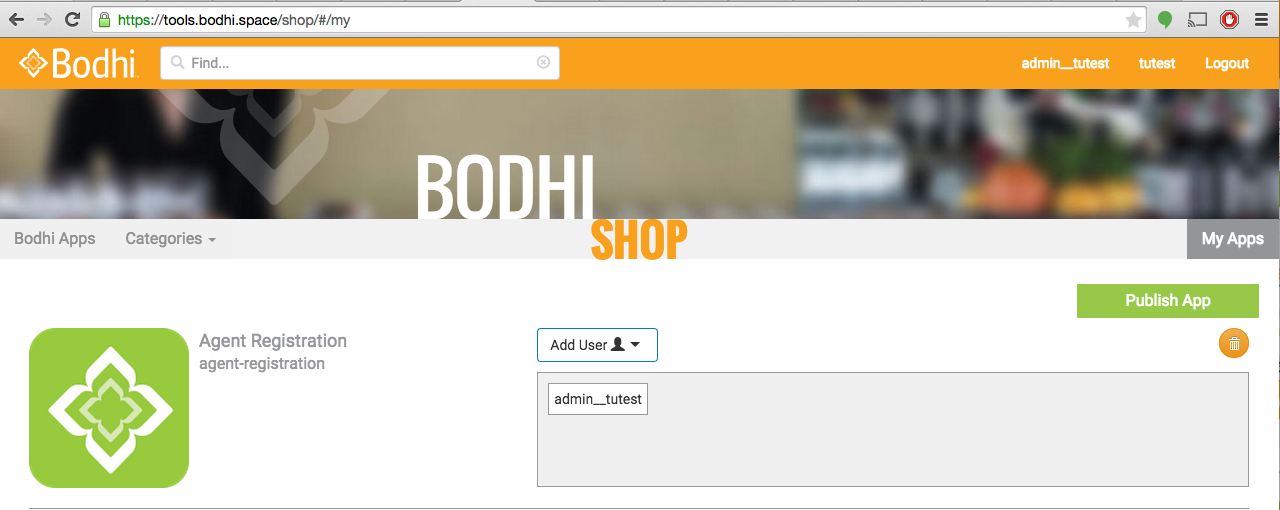 https://tools.bodhi.space/shop/#/my
Bodhi
Find...
admin__tutest tutest Logout
BODHI
SHOP
Bodhi Apps Categories My Apps
Publish App
Agent Registration
agent-registration
Add User
admin__tutest